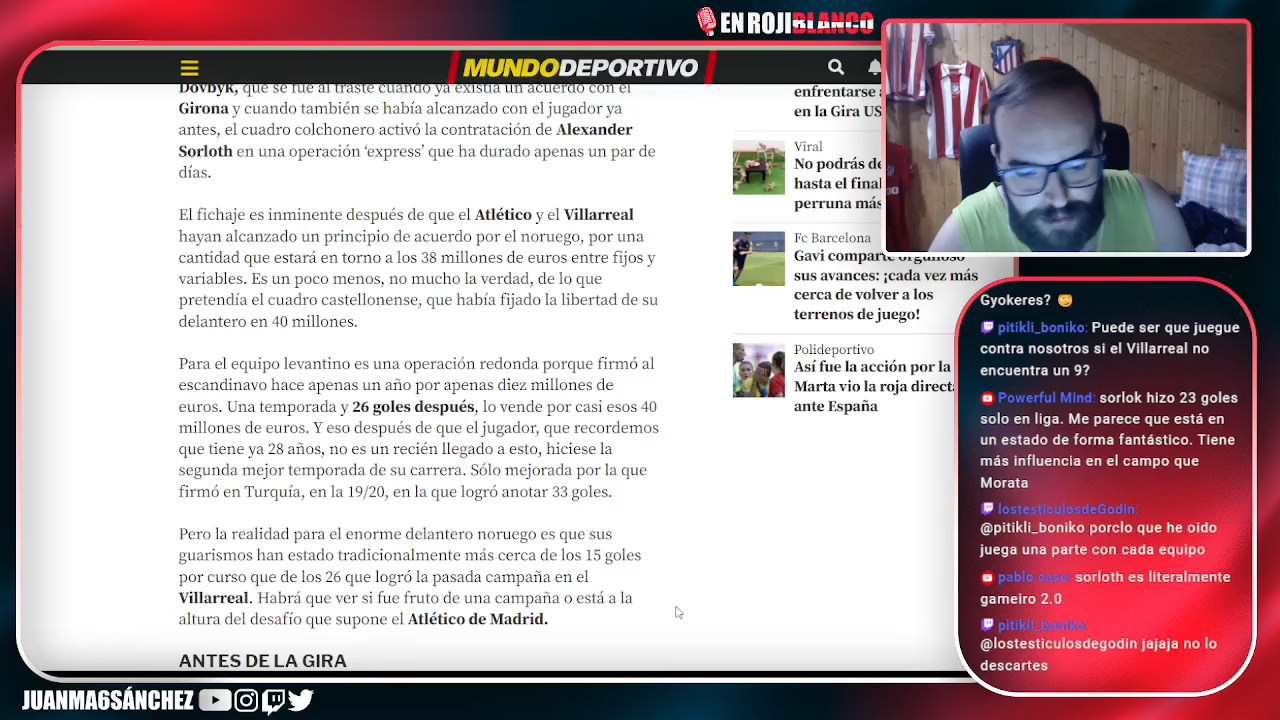 EN ROJIBLANCO
MUNDODEPORTIVO
Dovbyk, que se fue al traste cuando ya existía un acuerdo con el
Girona y cuando también se había alcanzado con el jugador ya
antes, el cuadro colchonero activó la contratación de Alexander
Sorloth en una operación ‘express’ que ha durado apenas un par de
días.
El fichaje es inminente después de que el Atlético y el Villarreal
hayan alcanzado un principio de acuerdo por el noruego, por una
cantidad que estará en torno a los 38 millones de euros entre fijos y
variables. Es un poco menos, no mucho la verdad, de lo que
pretendía el cuadro castellonense, que había fijado la libertad de su
delantero en 40 millones.
Para el equipo levantino es una operación redonda porque firmó al
escandinavo hace apenas un año por apenas diez millones de
euros. Una temporada y 26 goles después, lo vende por casi esos 40
millones de euros. Y eso después de que el jugador, que recordemos
que tiene ya 28 años, no es un recién llegado a esto, hiciese la
segunda mejor temporada de su carrera. Sólo mejorada por la que
firmó en Turquía, en la 19/20, en la que logró anotar 33 goles.
Pero la realidad para el enorme delantero noruego es que sus
guarismos han estado tradicionalmente más cerca de los 15 goles
por curso que de los 26 que logró la pasada campaña en el
Villarreal. Habrá que ver si fue fruto de una campaña o está a la
altura del desafío que supone el Atlético de Madrid.
ANTES DE LA GIRA
enfrentarse
en la Gira US
Viral
No podrás de
hasta el final
perruna más
Fc Barcelona
Gavi comparte orgulloso
sus avances: ¡cada vez más
cerca de volver a los
terrenos de juego!
Polideportivo
Así fue la acción por la
Marta vio la roja direct
ante España
Gyokeres?
pitikli_boniko: Puede ser que juegue
contra nosotros si el Villarreal no
encuentra un 9?
Powerful Mind: sorlok hizo 23 goles
solo en liga. Me parece que está en
un estado de forma fantástico. Tiene
más influencia en el campo que
Morata
lostesticulosdeGodin:
@pitikli_boniko porclo que he oido
juega una parte con cada equipo
pablo caso: sorloth es literalmente
gameiro 2.0
pitikli_boniko:
@lostesticulosdegodin jajaja no lo
descartes
JUANMA6SÁNCHEZ